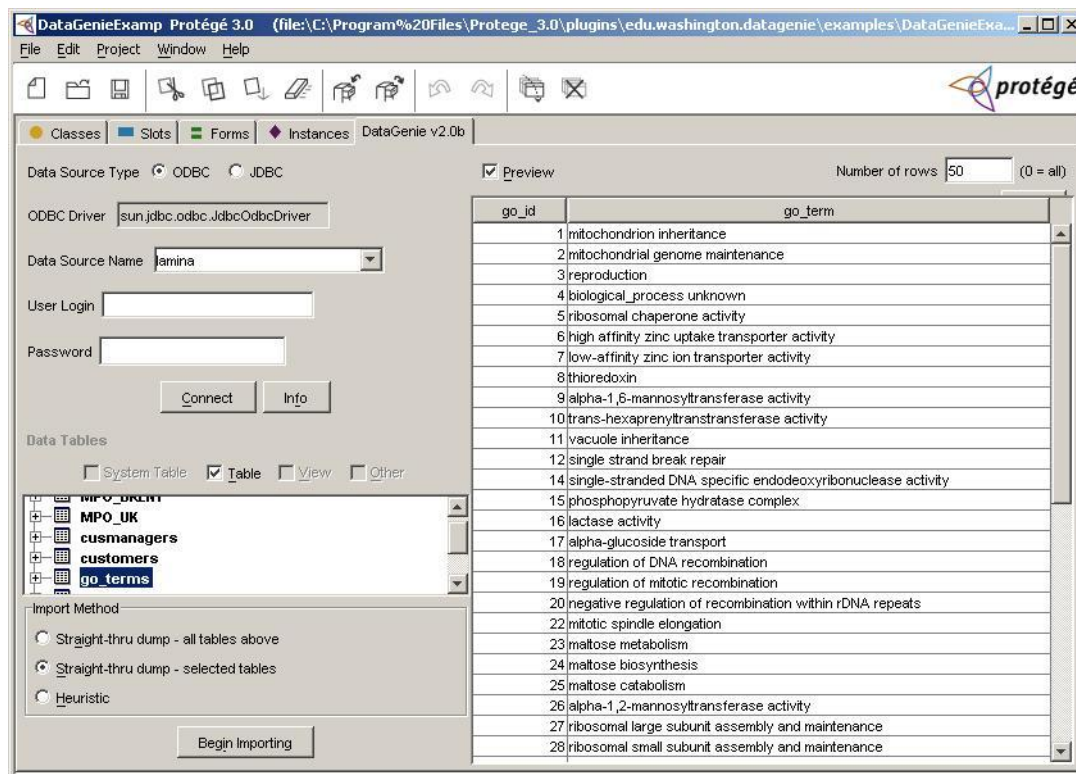 DataGenieExamp Protégé 3.0 (file:\C:\Program%20Files\Protege_3.0\plugins\edu.washington.datagenie\examples\DataGenieExa...
File Edit Project Window Help
protégé
Classes Slots Forms Instances DataGenie v2.0b
Data Source Type ODBC JDBC
ODBC Driver sun.jdbc.odbc.JdbcOdbcDriver
Data Source Name lamina
User Login
Password
Connect Info
Data Tables
System Table Table View Other
MPO_UK
cusmanagers
customers
go_terms
Import Method
Straight-thru dump - all tables above
Straight-thru dump - selected tables
Heuristic
Begin Importing
Preview Number of rows 50 (0 = all)
go_id go_term
1 mitochondrion inheritance
2 mitochondrial genome maintenance
3 reproduction
4 biological_process unknown
5 ribosomal chaperone activity
6 high affinity zinc uptake transporter activity
7 low-affinity zinc ion transporter activity
8 thioredoxin
9 alpha-1,6-mannosyltransferase activity
10 trans-hexaprenyltranstransferase activity
11 vacuole inheritance
12 single strand break repair
14 single-stranded DNA specific endodeoxyribonuclease activity
15 phosphopyruvate hydratase complex
16 lactase activity
17 alpha-glucoside transport
18 regulation of DNA recombination
19 regulation of mitotic recombination
20 negative regulation of recombination within rDNA repeats
22 mitotic spindle elongation
23 maltose metabolism
24 maltose biosynthesis
25 maltose catabolism
26 alpha-1,2-mannosyltransferase activity
27 ribosomal large subunit assembly and maintenance
28 ribosomal small subunit assembly and maintenance